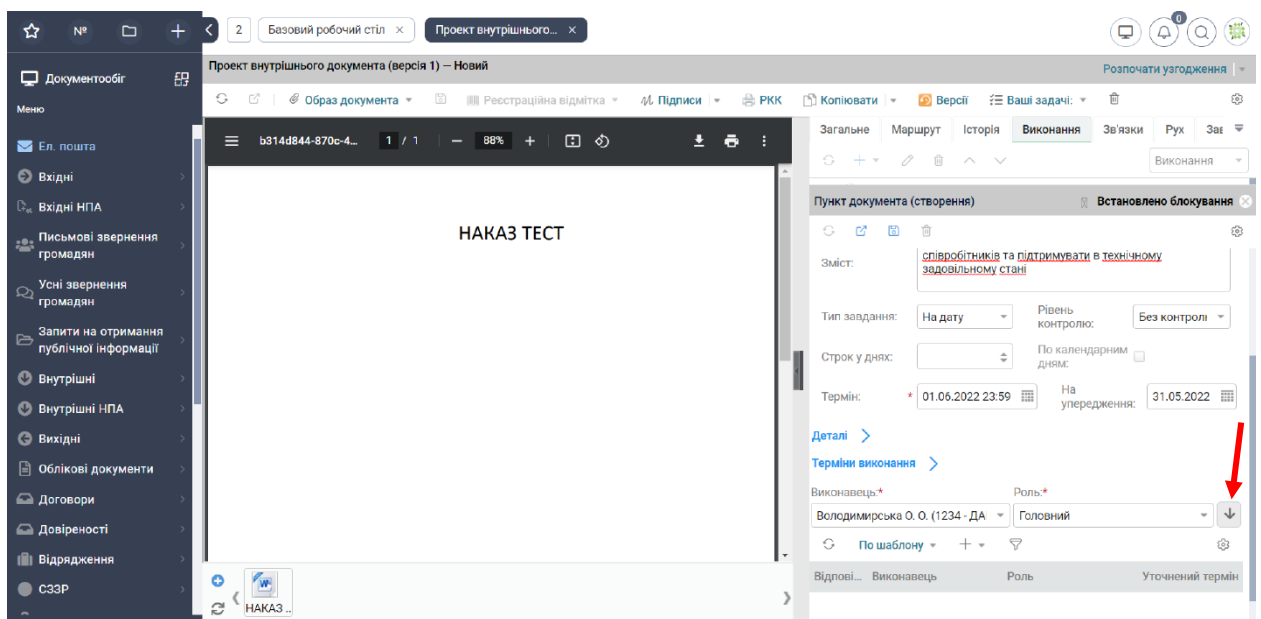 №
2
Базовий робочий стіл ×
Проект внутрішнього... ×
0
Документообіг
Меню
Ел. пошта
Вхідні
Вхідні НПА
Письмові звернення
громадян
Усні звернення
громадян
Запити на отримання
публічної інформації
Внутрішні
Внутрішні НПА
Вихідні
Облікові документи
Договори
Довіреності
Відрядження
СЗЗР
Проект внутрішнього документа (версія 1) — Новий
Розпочати узгодження
Образ документа
Реєстраційна відмітка
Підписи
РКК
Копіювати
Версії
Ваші задачі:
b314d844-870c-4...
1 / 1
88%
НАКАЗ ТЕСТ
НАКАЗ ..
Загальне Маршрут Історія Виконання Зв'язки Рух Заг
Виконання
Пункт документа (створення)
Встановлено блокування
Зміст:
співробітників та підтримувати в технічному
задовільному стані
Тип завдання: На дату
Рівень
контролю:
Без контролю
Строк у днях:
По календарним
дням:
Термін: * 01.06.2022 23:59
На
упередження:
31.05.2022
Деталі
Терміни виконання
Виконавець:* Роль:*
Володимирська О. О. (1234 - ДА Головний
По шаблону
Відпові... Виконавець Роль Уточнений термін